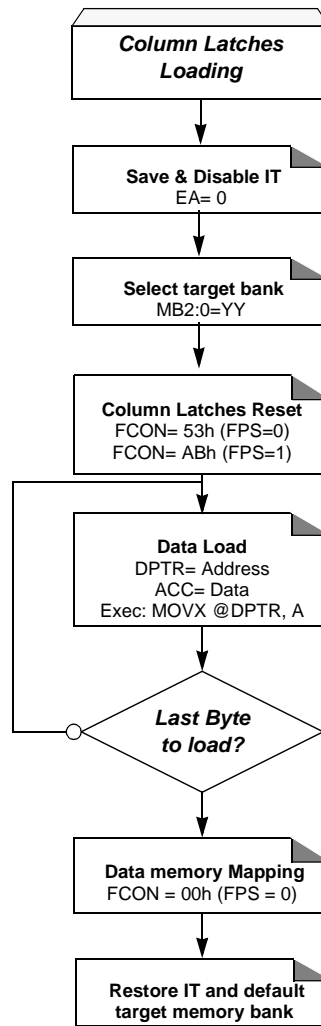 Column Latches
Loading
Save & Disable IT
EA= 0
Select target bank
MB2:0=YY
Column Latches Reset
FCON= 53h (FPS=0)
FCON= ABh (FPS=1)
Data Load
DPTR= Address
ACC= Data
Exec: MOVX @DPTR, A
Last Byte
to load?
Data memory Mapping
FCON = 00h (FPS = 0)
Restore IT and default
target memory bank